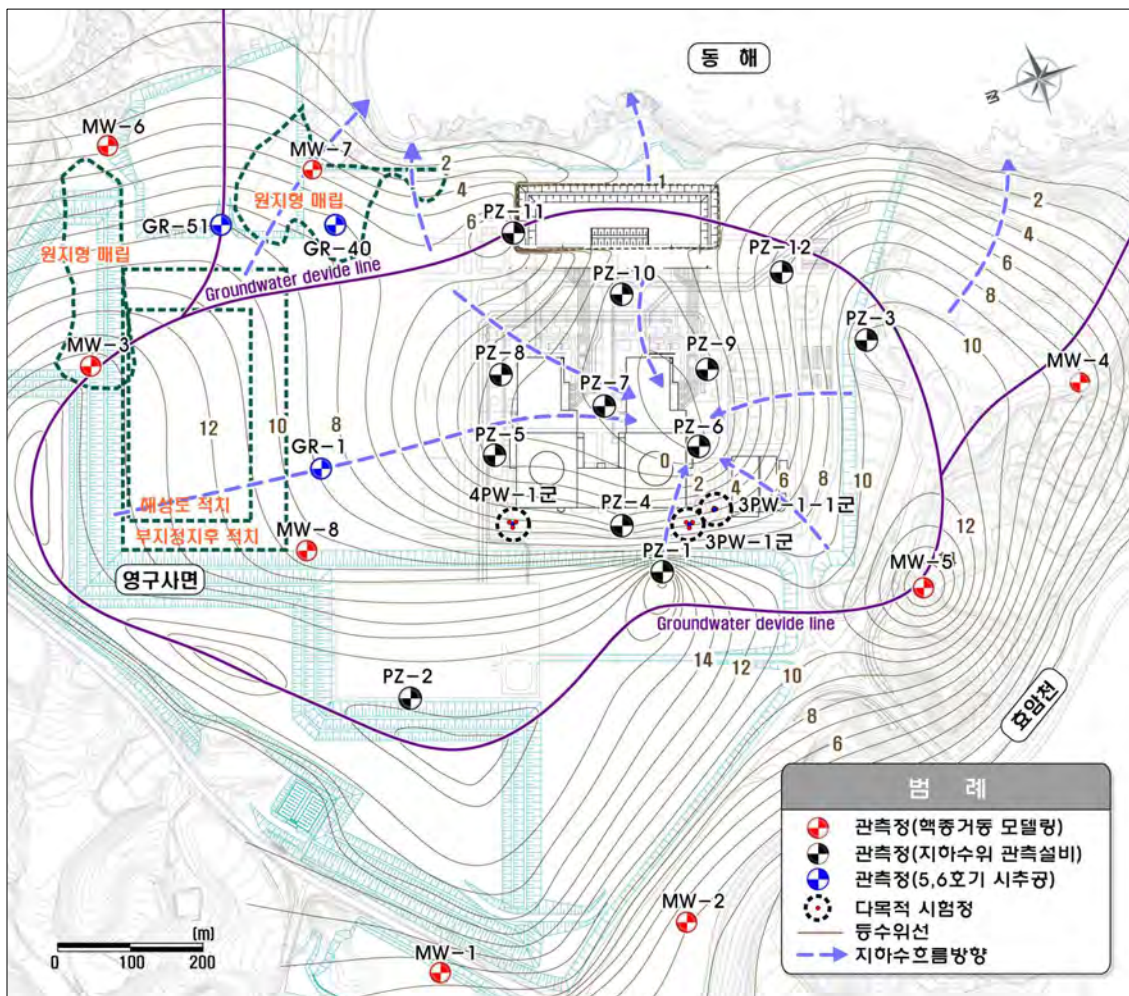 동 해
N
MW-6
MW-7
2
원지형 매립
4
1
2
GR-51
GR-40
6
PZ-11
4
원지형 매립
PZ-12
6
Groundwater devide line
PZ-10
8
PZ-3
10
MW-3
PZ-8
PZ-9
MW-4
PZ-7
12
10
8
PZ-5
PZ-6
GR-1
0
2
4
6
8
10
4PW-1군
PZ-4
3PW-1-1군
해성토 적치
12
부지정지후 적치
MW-8
3PW-1군
영구사면
PZ-1
MW-5
Groundwater devide line
14
12
10
PZ-2
8
6
효암천
범 례
관측정(핵종거동 모델링)
관측정(지하수위 관측설비)
관측정(5,6호기 시추공)
다목적 시험정
등수위선
지하수흐름방향
MW-2
MW-1
(m)
0
100
200